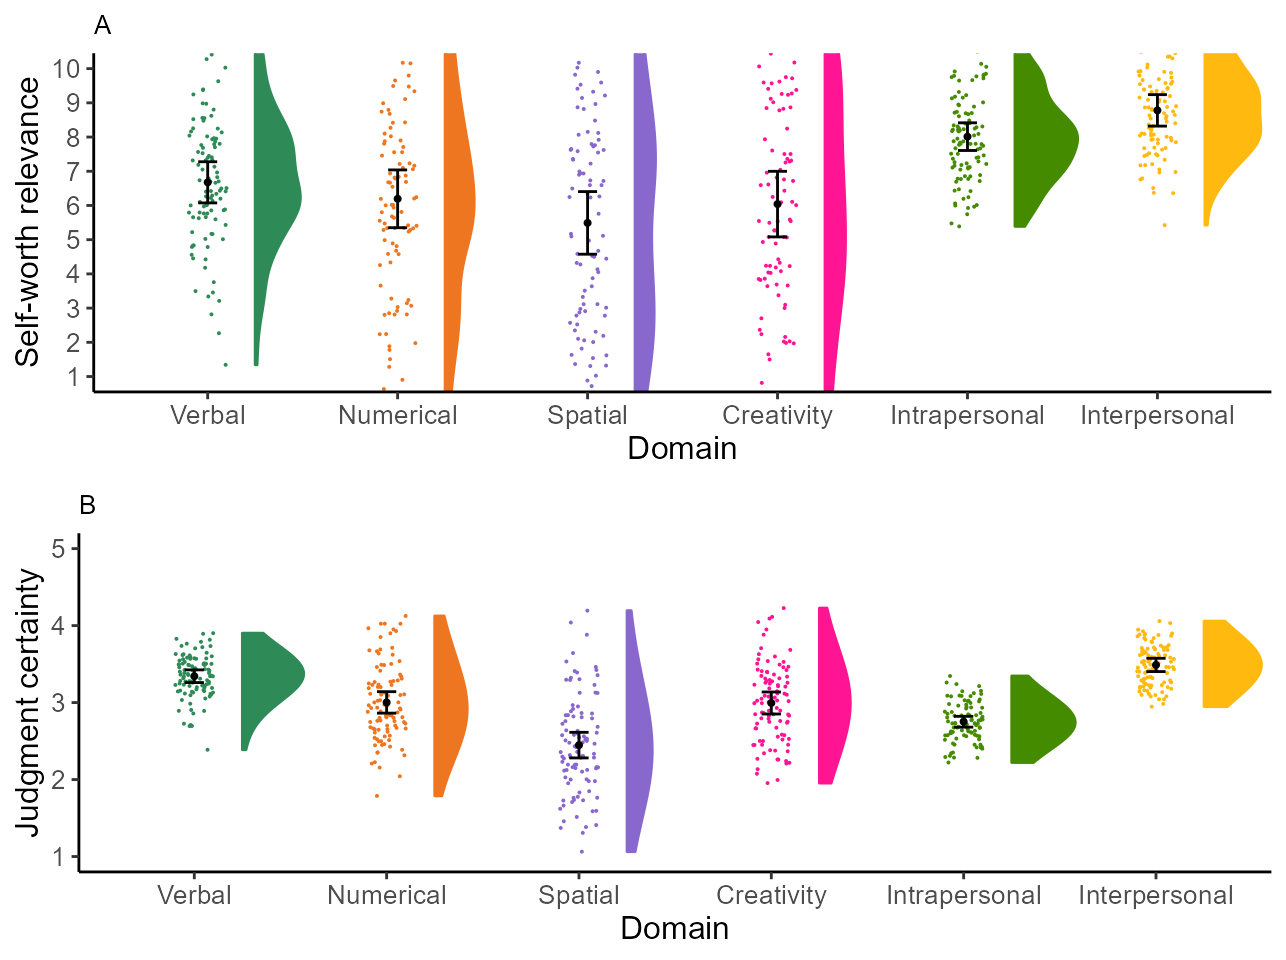 A
Self-worth relevance
10
9
8
7
6
5
4
3
2
1
Verbal Numerical Spatial Creativity Intrapersonal Interpersonal
Domain
B
Judgment certainty
5
4
3
2
1
Verbal Numerical Spatial Creativity Intrapersonal Interpersonal
Domain